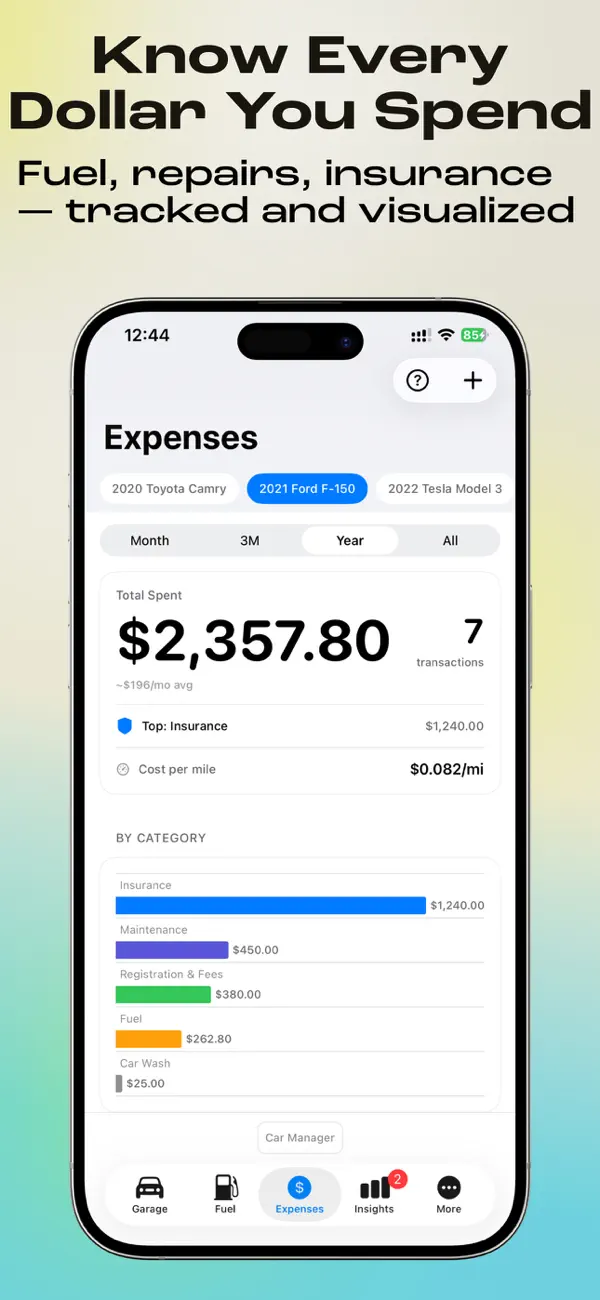 Know Every
Dollar You Spend
Fuel, repairs, insurance
— tracked and visualized
12:44
85
?
+
Expenses
2020 Toyota Camry
2021 Ford F-150
2022 Tesla Model 3
Month
3M
Year
All
Total Spent
$2,357.80
7
transactions
~$196/mo avg
Top: Insurance
$1,240.00
Cost per mile
$0.082/mi
BY CATEGORY
Insurance
$1,240.00
Maintenance
$450.00
Registration & Fees
$380.00
Fuel
$262.80
Car Wash
$25.00
Car Manager
$
2
Garage
Fuel
Expenses
Insights
More